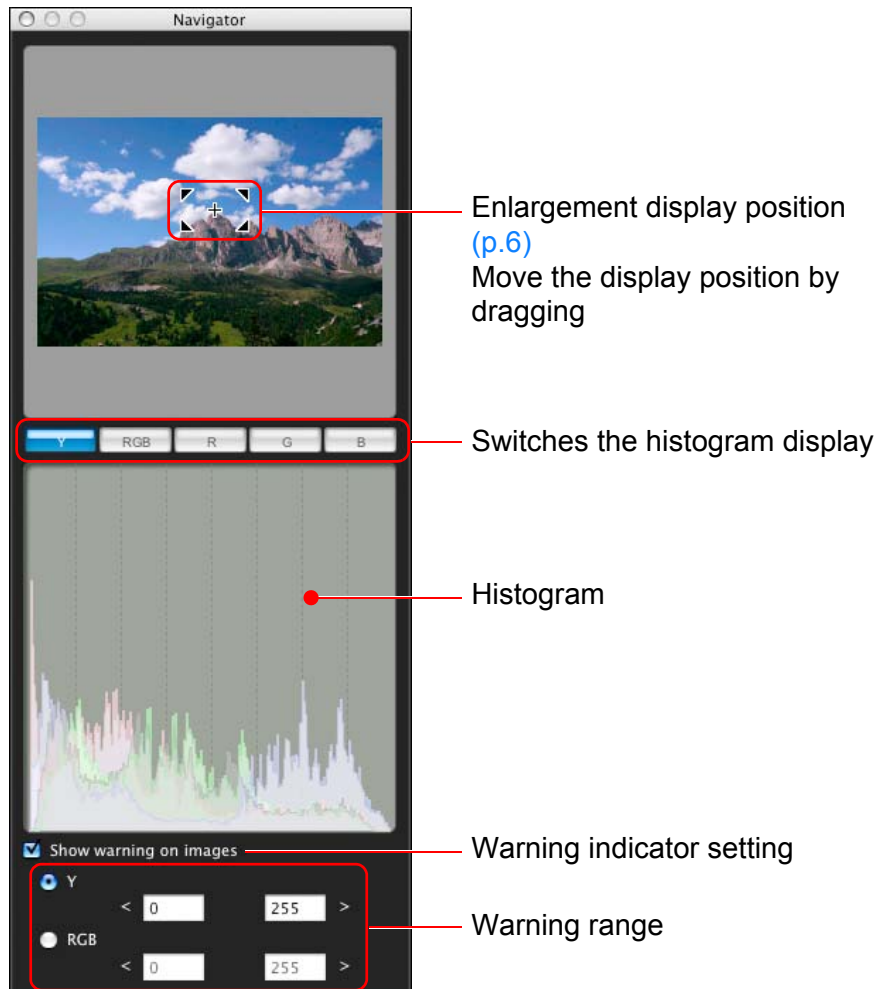 Navigator
Enlargement display position
(p.6)
Move the display position by
dragging
Y RGB R G B
Switches the histogram display
Histogram
Show warning on images
Warning indicator setting
Y
< 0 255 >
Warning range
RGB
< 0 255 >